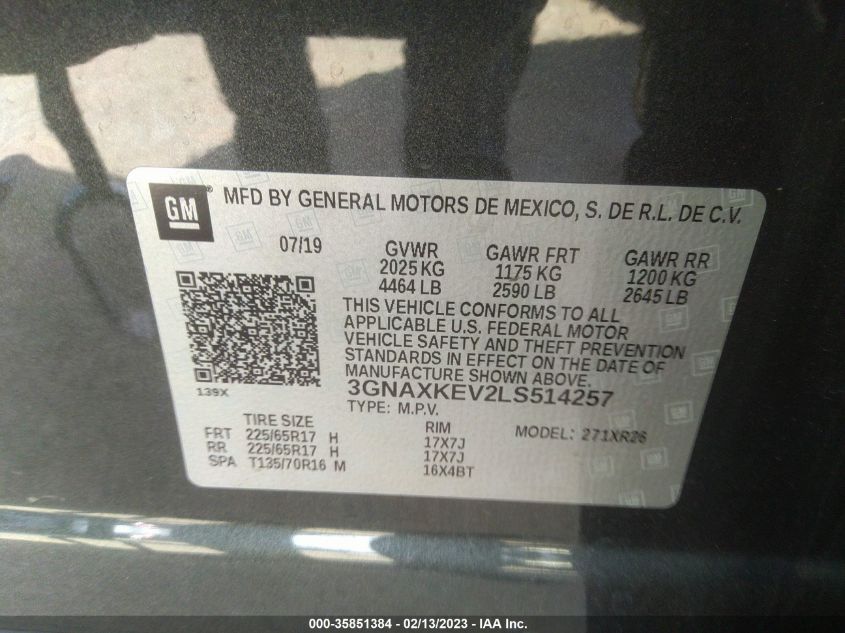 GM ® MFD BY GENERAL MOTORS DE MEXICO, S. DE R.L. DE C.V.
07/19 GVWR GAWR FRT GAWR RR
2025 KG 1175 KG 1200 KG
4464 LB 2590 LB 2645 LB
THIS VEHICLE CONFORMS TO ALL
APPLICABLE U.S. FEDERAL MOTOR
VEHICLE SAFETY AND THEFT PREVENTION
STANDARDS IN EFFECT ON THE DATE OF
MANUFACTURE SHOWN ABOVE.
139X 3GNAXKEV2LS514257
TYPE: M.P.V.
TIRE SIZE RIM MODEL: 271XR26
FRT 225/65R17 H 17X7J
RR 225/65R17 H 17X7J
SPA T135/70R16 M 16X4BT
000-35851384 - 02/13/2023 - IAA Inc.